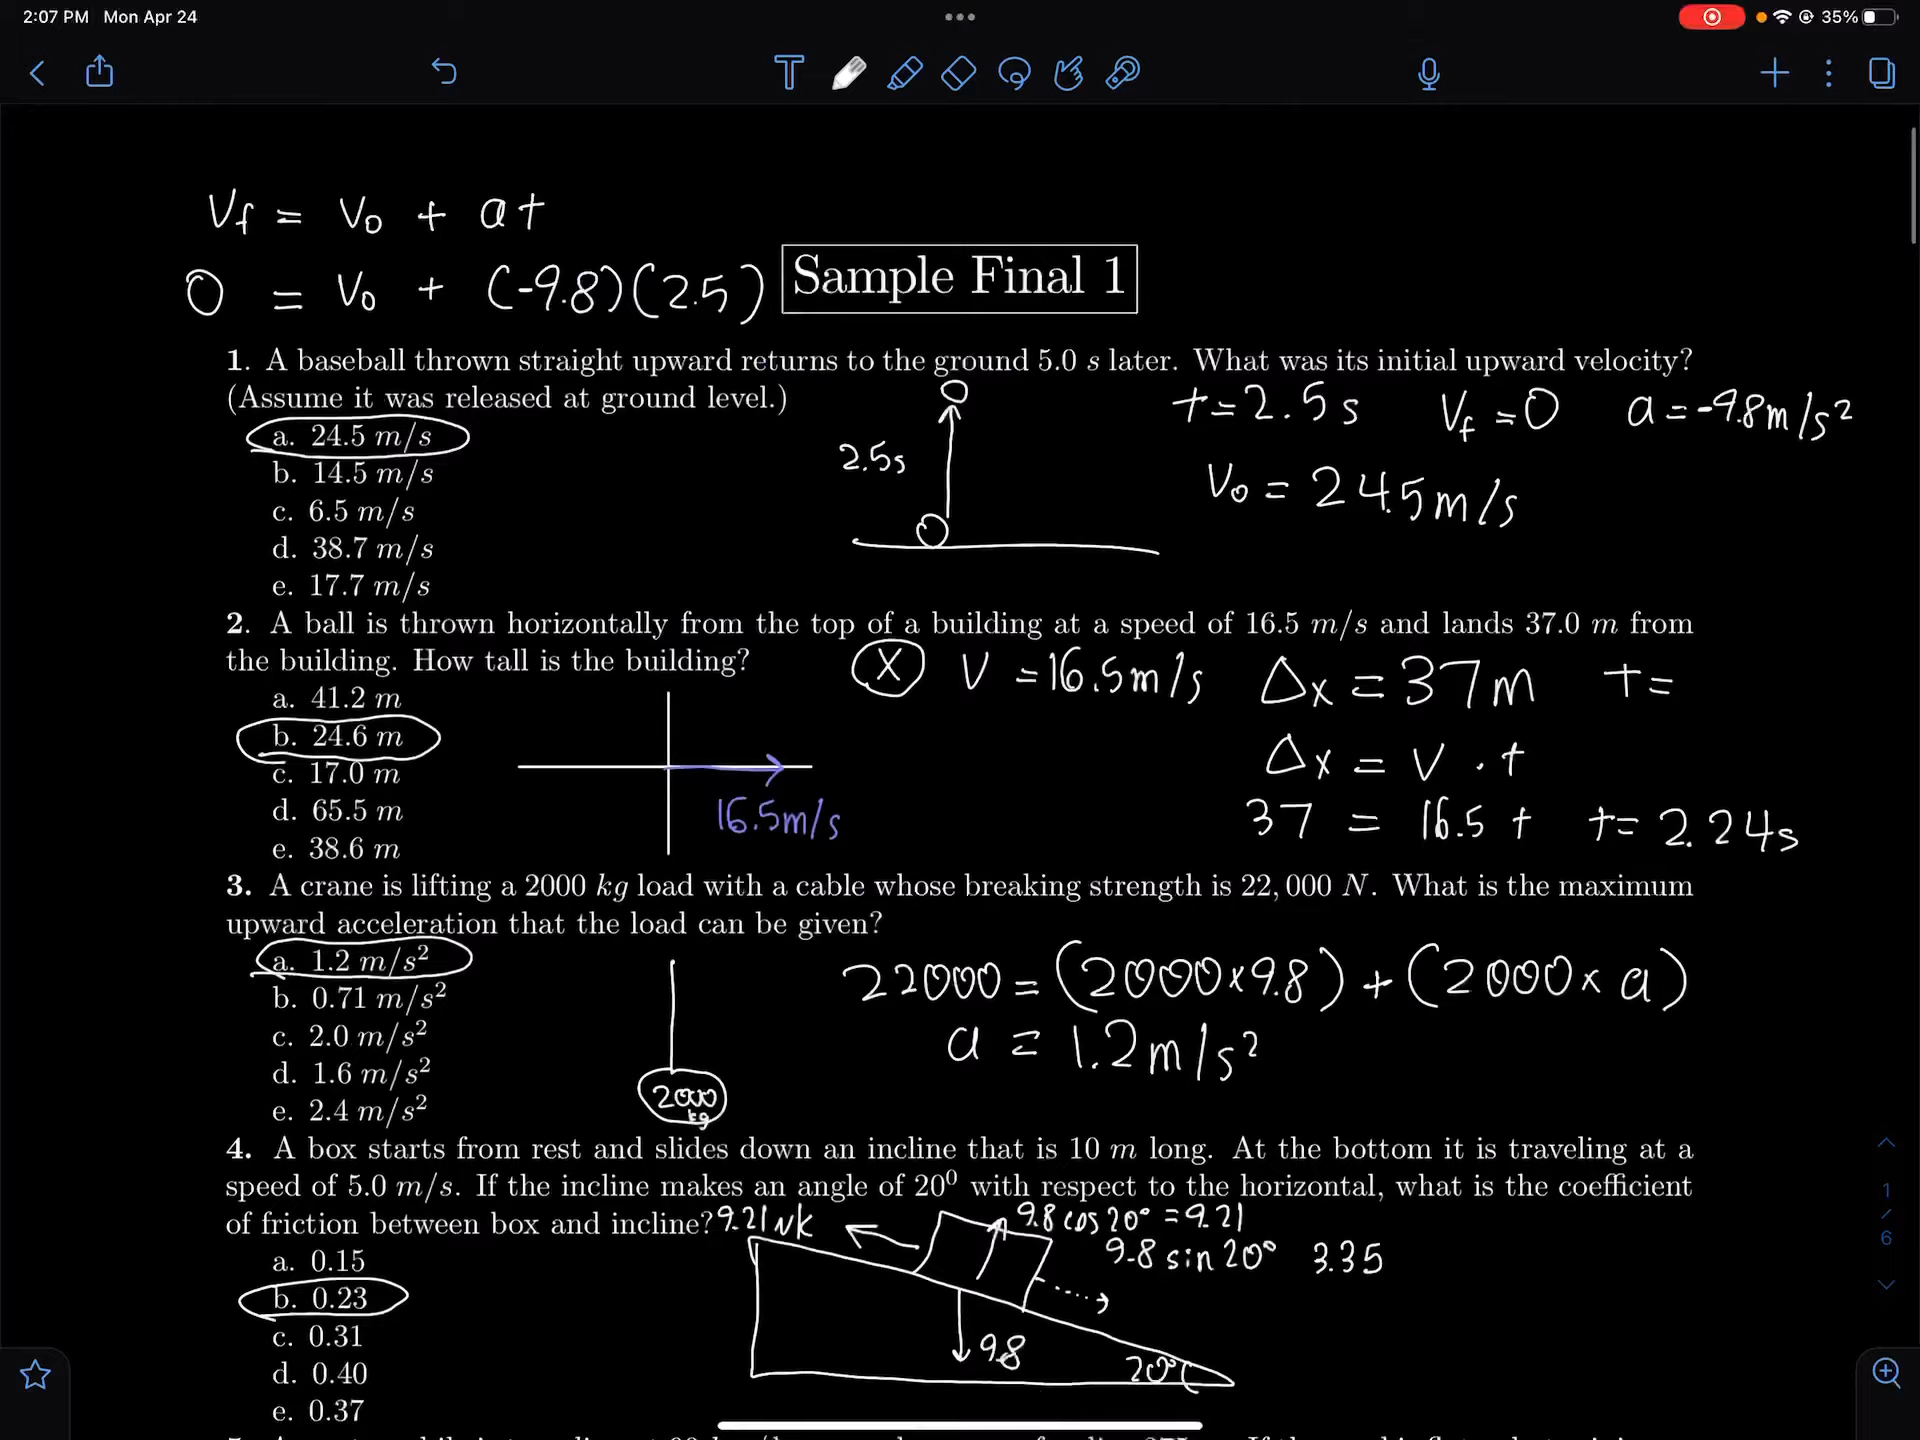 2:07 PM Mon Apr 24
35%
Vf = V0 + at
0 = V0 + (-9.8)(2.5)
Sample Final 1
1. A baseball thrown straight upward returns to the ground 5.0 s later. What was its initial upward velocity?
(Assume it was released at ground level.)
t=2.5s Vf=0 a=-9.8m/s²
a. 24.5 m/s
2.5s
V0 = 24.5m/s
b. 14.5 m/s
c. 6.5 m/s
d. 38.7 m/s
e. 17.7 m/s
2. A ball is thrown horizontally from the top of a building at a speed of 16.5 m/s and lands 37.0 m from
the building. How tall is the building?
X V =16.5m/s Δx = 37m t=
a. 41.2 m
b. 24.6 m
Δx = V · t
c. 17.0 m
d. 65.5 m
16.5m/s
37 = 16.5 t t= 2.24s
e. 38.6 m
3. A crane is lifting a 2000 kg load with a cable whose breaking strength is 22,000 N. What is the maximum
upward acceleration that the load can be given?
a. 1.2 m/s²
22000 = (2000x9.8) + (2000x a)
b. 0.71 m/s²
c. 2.0 m/s²
a = 1.2m/s²
d. 1.6 m/s²
2000
kg
e. 2.4 m/s²
4. A box starts from rest and slides down an incline that is 10 m long. At the bottom it is traveling at a
speed of 5.0 m/s. If the incline makes an angle of 20⁰ with respect to the horizontal, what is the coefficient
of friction between box and incline?
9.8 cos 20° = 9.21
9.8 sin 20° 3.35
a. 0.15
b. 0.23
c. 0.31
9.8
d. 0.40
20°
e. 0.37
1
/
6